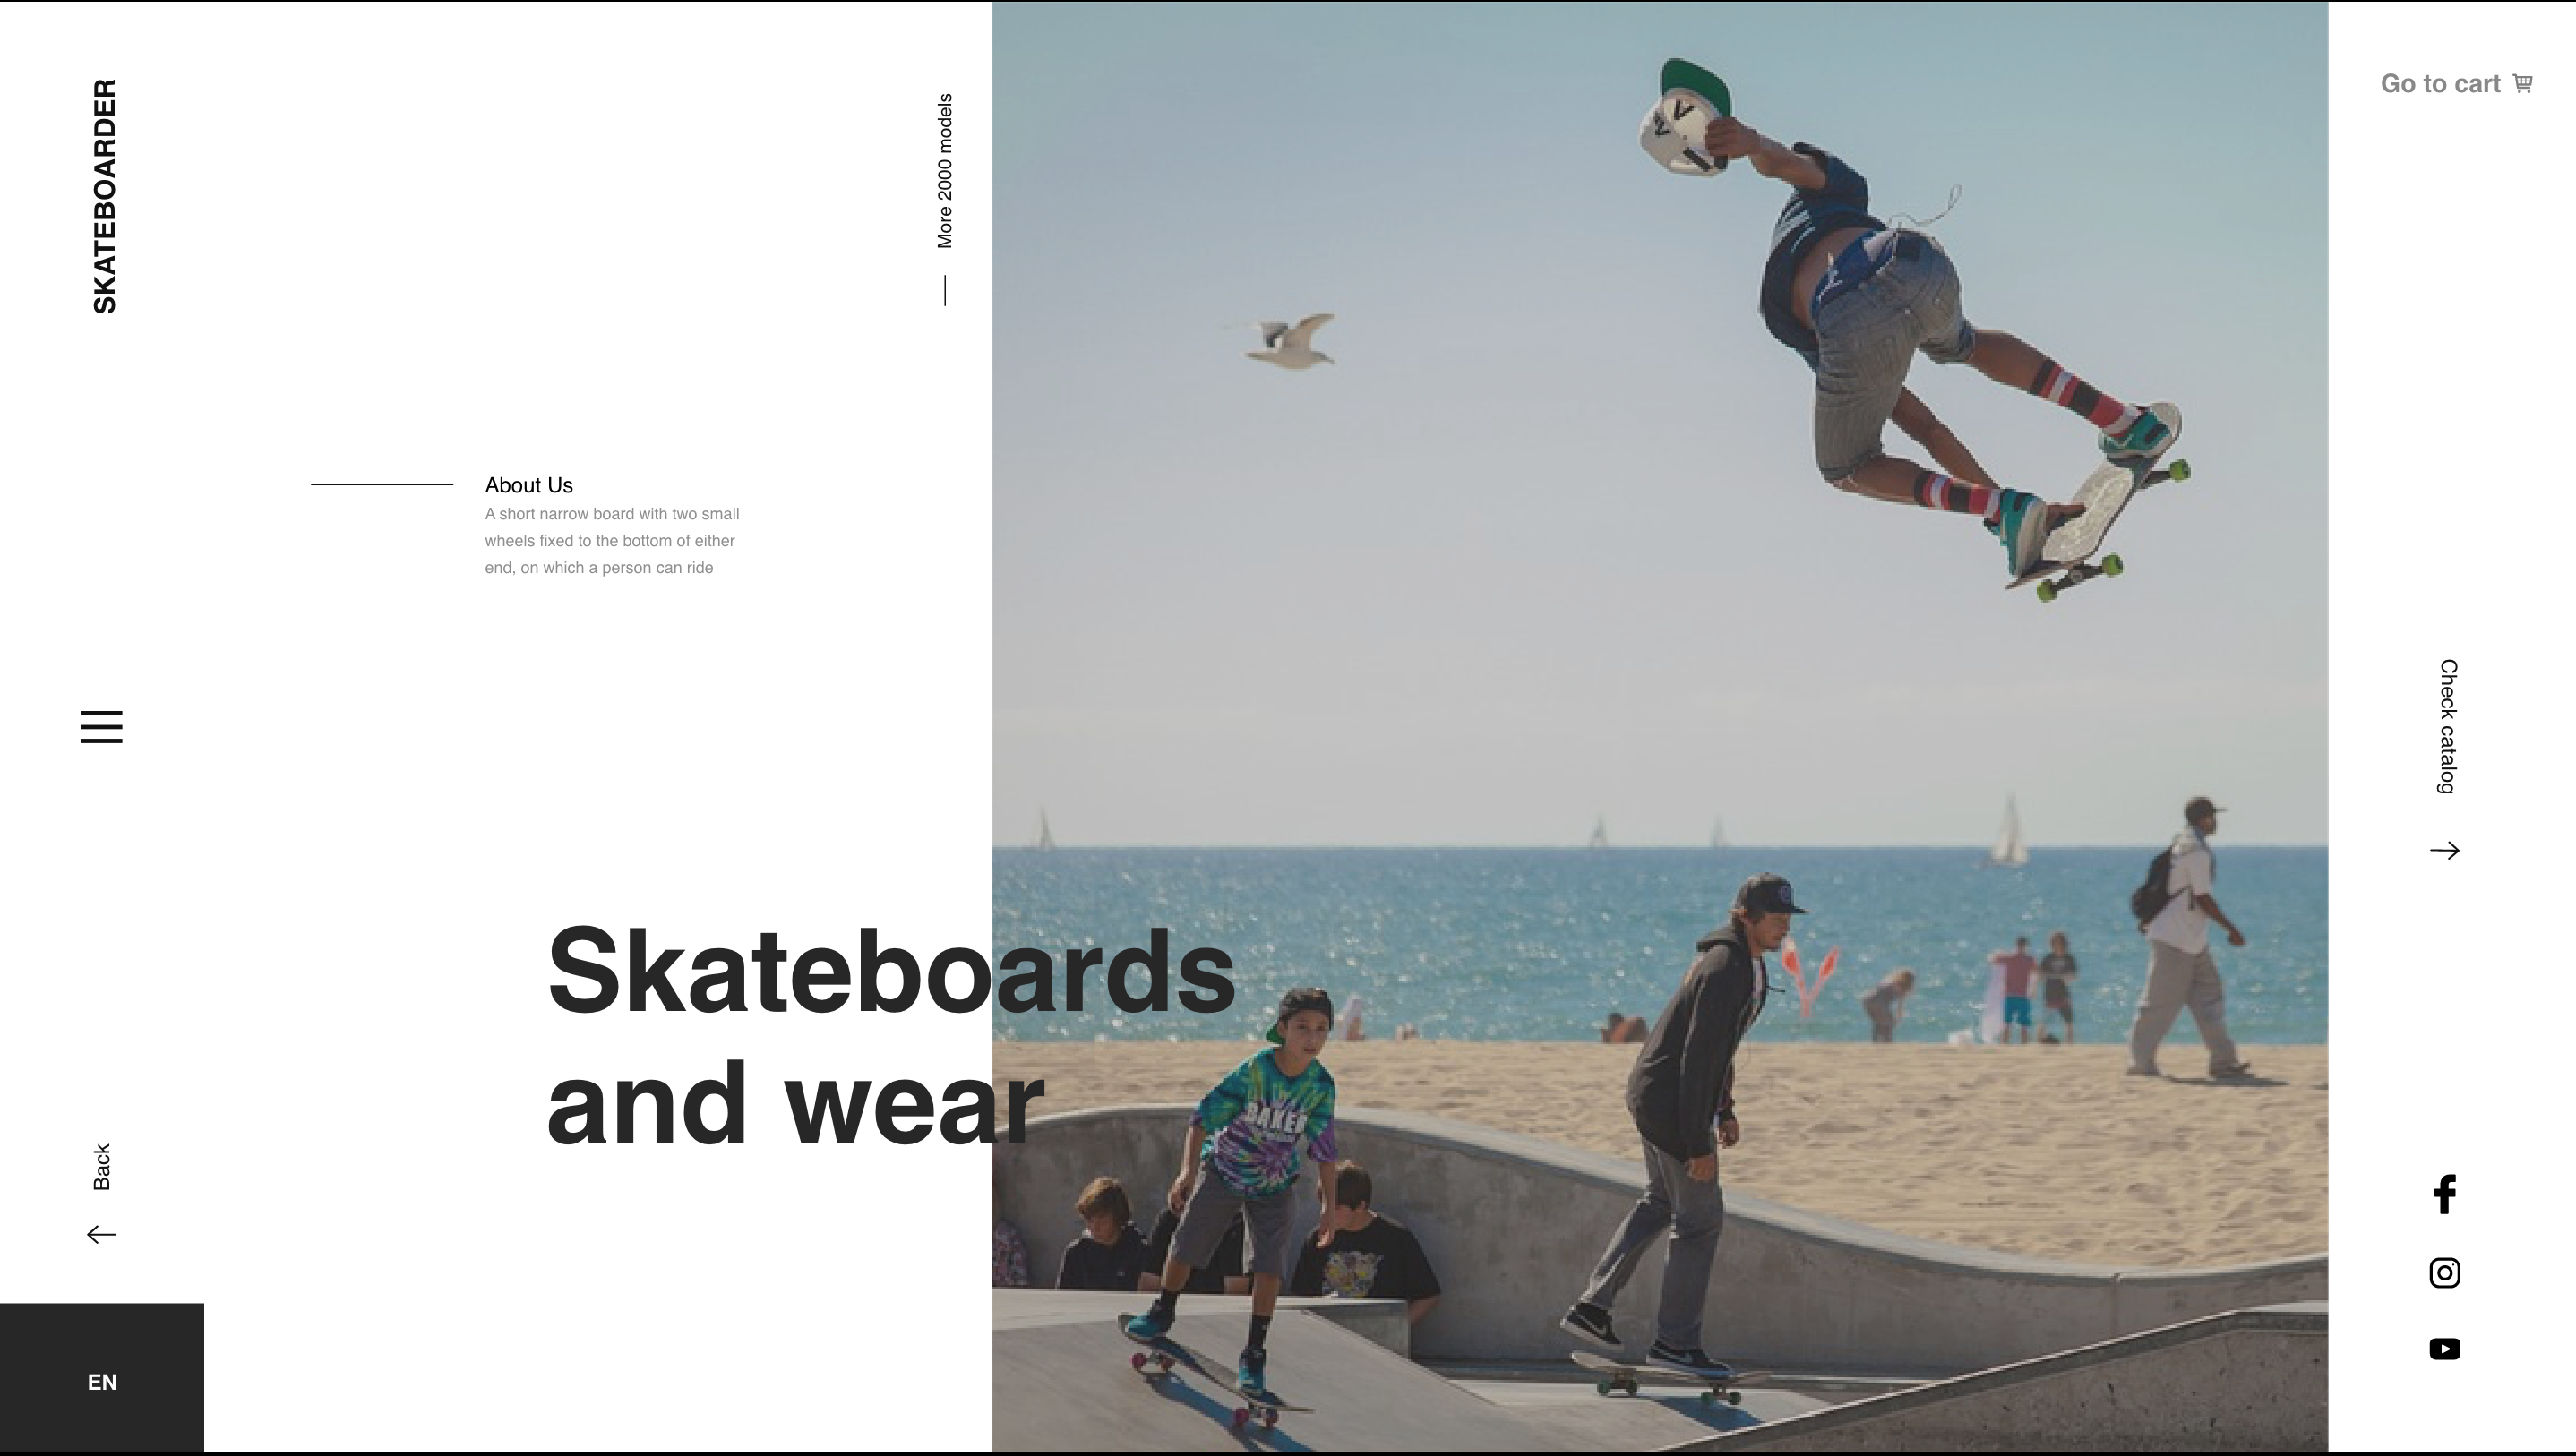 SKATEBOARDER
More 2000 models
Go to cart
About Us
A short narrow board with two small
wheels fixed to the bottom of either
end, on which a person can ride
Check catalog
Skateboards
and wear
BAKER
Back
EN